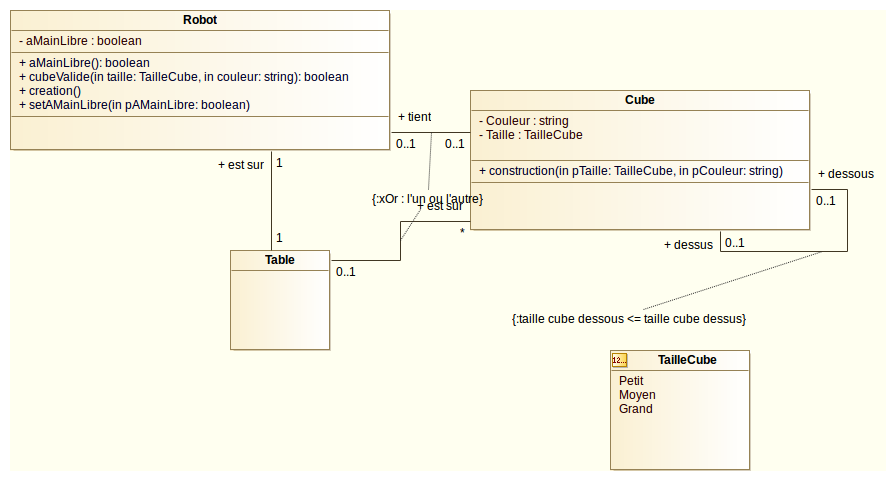 Robot
- aMainLibre : boolean
+ aMainLibre(): boolean
+ cubeValide(in taille: TailleCube, in couleur: string): boolean
+ creation()
+ setAMainLibre(in pAMainLibre: boolean)
+ tient
0..1
0..1
Cube
- Couleur : string
- Taille : TailleCube
+ construction(in pTaille: TailleCube, in pCouleur: string)
+ dessous
0..1
+ dessus
0..1
+ est sur
1
1
{:xOr : l'un ou l'autre}
+ est sur
*
0..1
Table
{:taille cube dessous <= taille cube dessus}
12...
TailleCube
Petit
Moyen
Grand